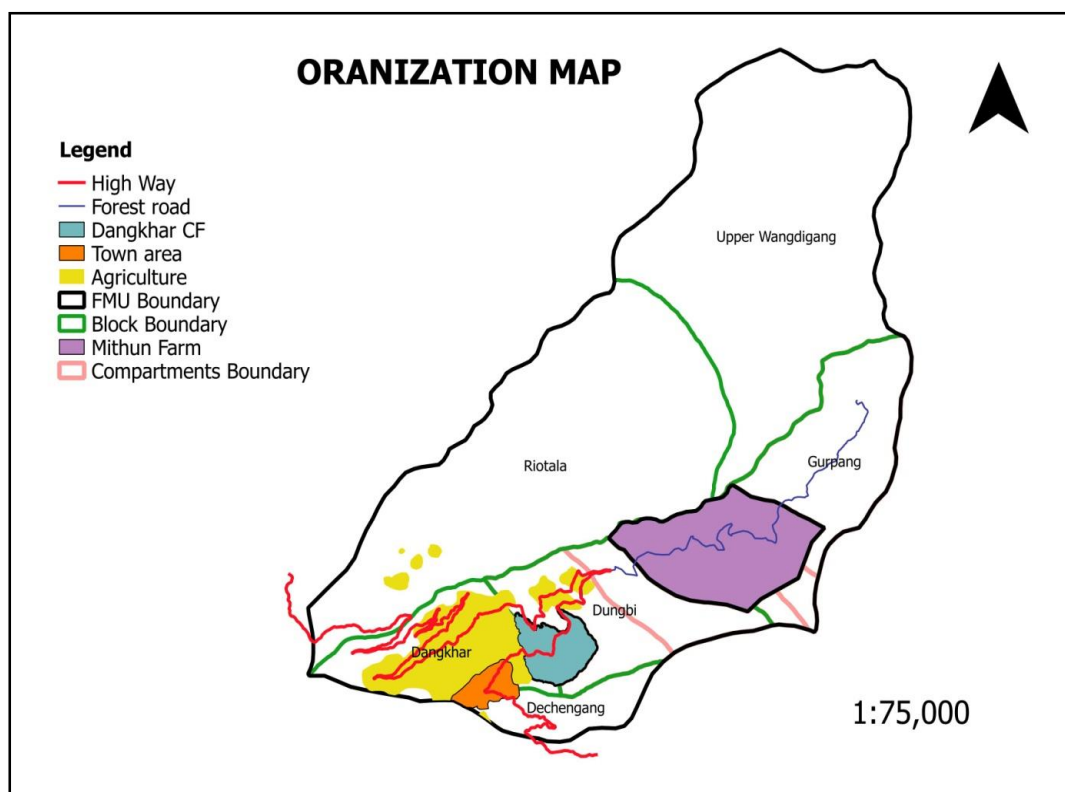 ORANIZATION MAP
Legend
High Way
Forest road
Dangkhar CF
Town area
Agriculture
FMU Boundary
Block Boundary
Mithun Farm
Compartments Boundary
Upper Wangdigang
Riotala
Gurpang
Dungbi
Dangkhar
Dechengang
1:75,000